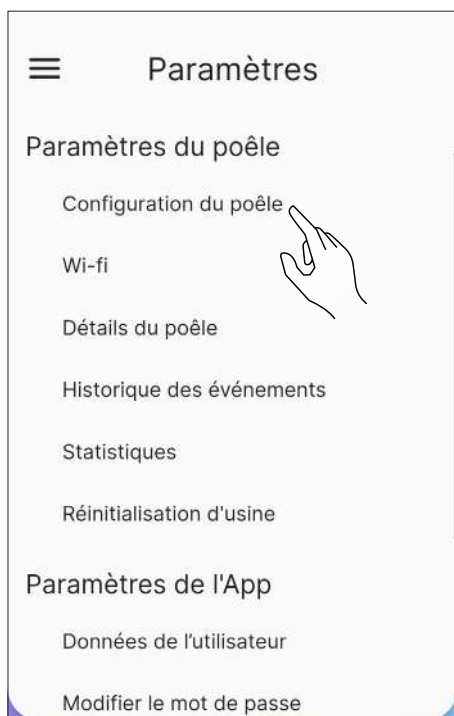 Paramètres
Paramètres du poêle
Configuration du poêle
Wi-fi
Détails du poêle
Historique des événements
Statistiques
Réinitialisation d'usine
Paramètres de l'App
Données de l’utilisateur
Modifier le mot de passe